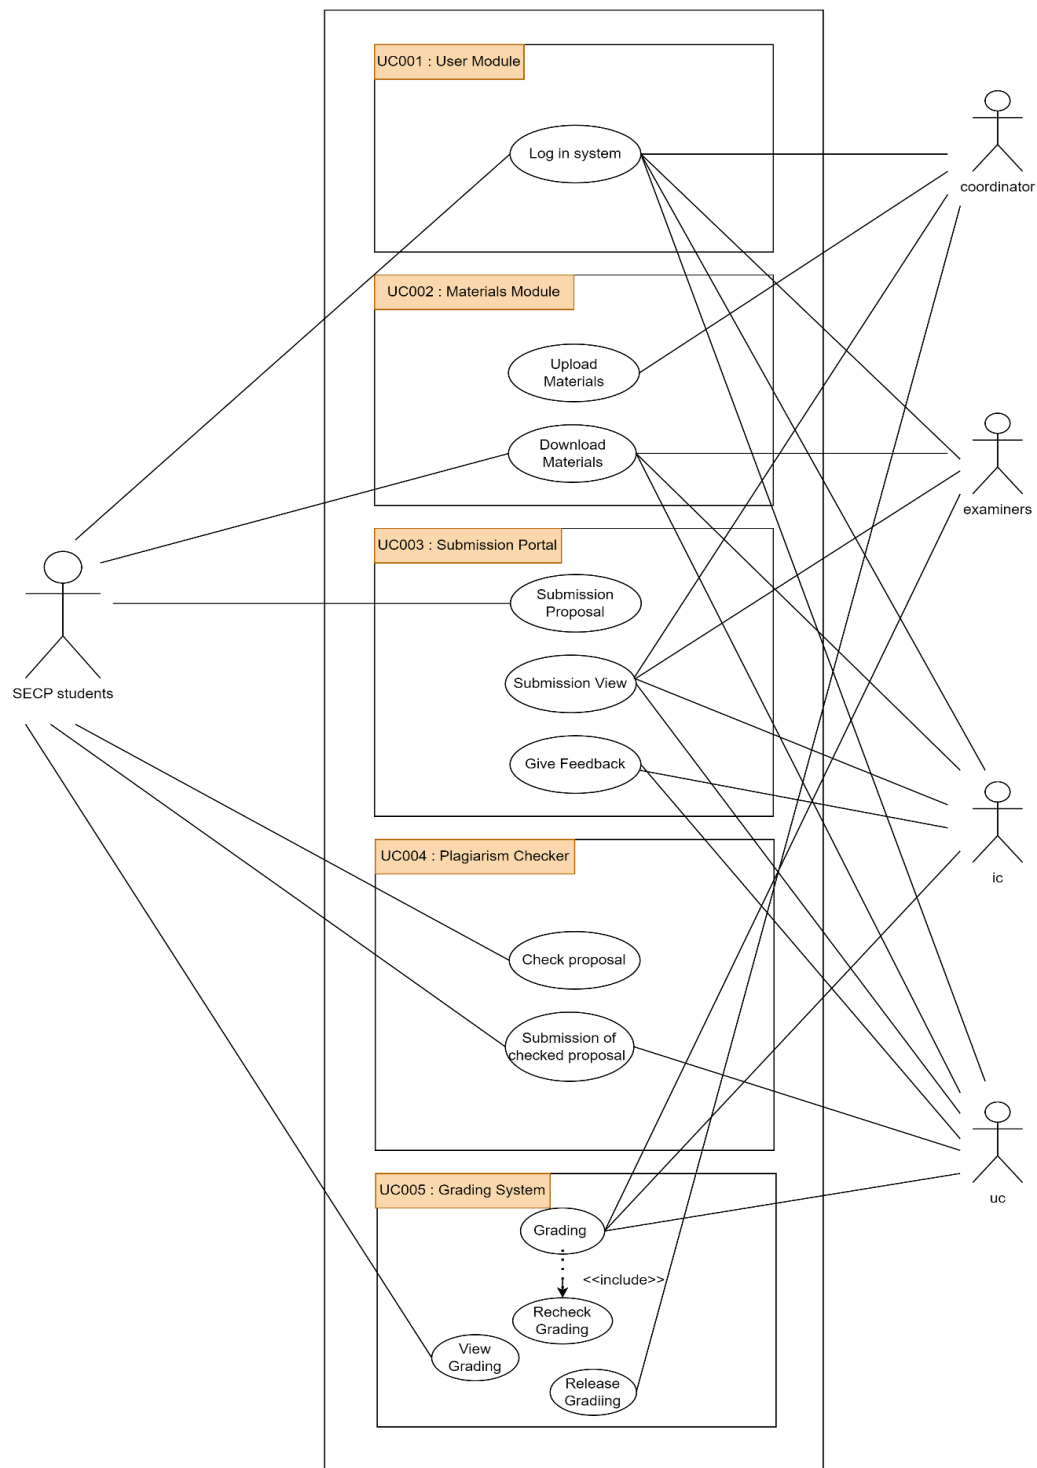 UC001 : User Module
Log in system
coordinator
UC002 : Materials Module
Upload
Materials
Download
Materials
examiners
UC003 : Submission Portal
Submission
Proposal
SECP students
Submission View
Give Feedback
ic
UC004 : Plagiarism Checker
Check proposal
Submission of
checked proposal
uc
UC005 : Grading System
Grading
<<include>>
Recheck
Grading
View
Grading
Release
Gradiing